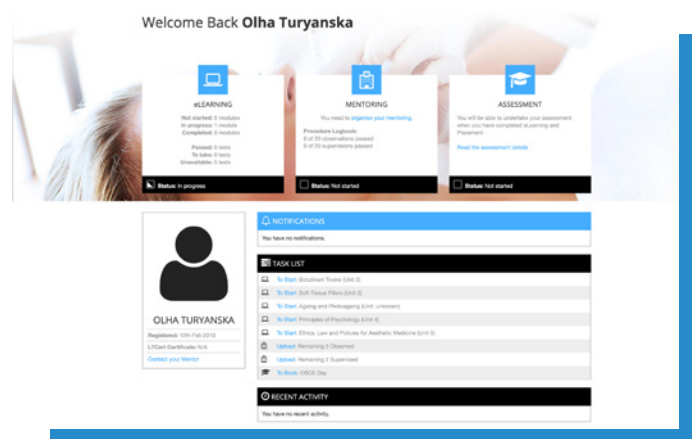 Welcome Back Olha Turyanska
eLEARNING
Not started: 5 modules
In progress: 1 module
Completed: 0 modules
Passed: 0 tests
To take: 0 tests
Unavailable: 0 tests
Status: In progress
MENTORING
You need to organise your mentoring.
Procedure Logbook:
of 20 observations passed
of 20 supervisions passed
Status: Not started
ASSESSMENT
You will be able to undertake your assessment
when you have completed eLearning and
Placement
Read the assessment details
Status: Not started
OLHA TURYANSKA
Registered: 12th Feb 2018
L7Cert Certificate: N/A
Contact your Mentor
NOTIFICATIONS
You have no notifications.
TASK LIST
To Start: Botulinum Toxins (Unit 2)
To Start: Soft Tissue Fillers (Unit 3)
To Start: Ageing and Photoageing (Unit: unknown)
To Start: Principles of Psychology (Unit 4)
To Start: Ethics, Law and Policies for Aesthetic Medicine (Unit 5)
Upload: Remaining 2 Observed
Upload: Remaining 2 Supervised
To Book: OSCE Day
RECENT ACTIVITY
You have no recent activity.